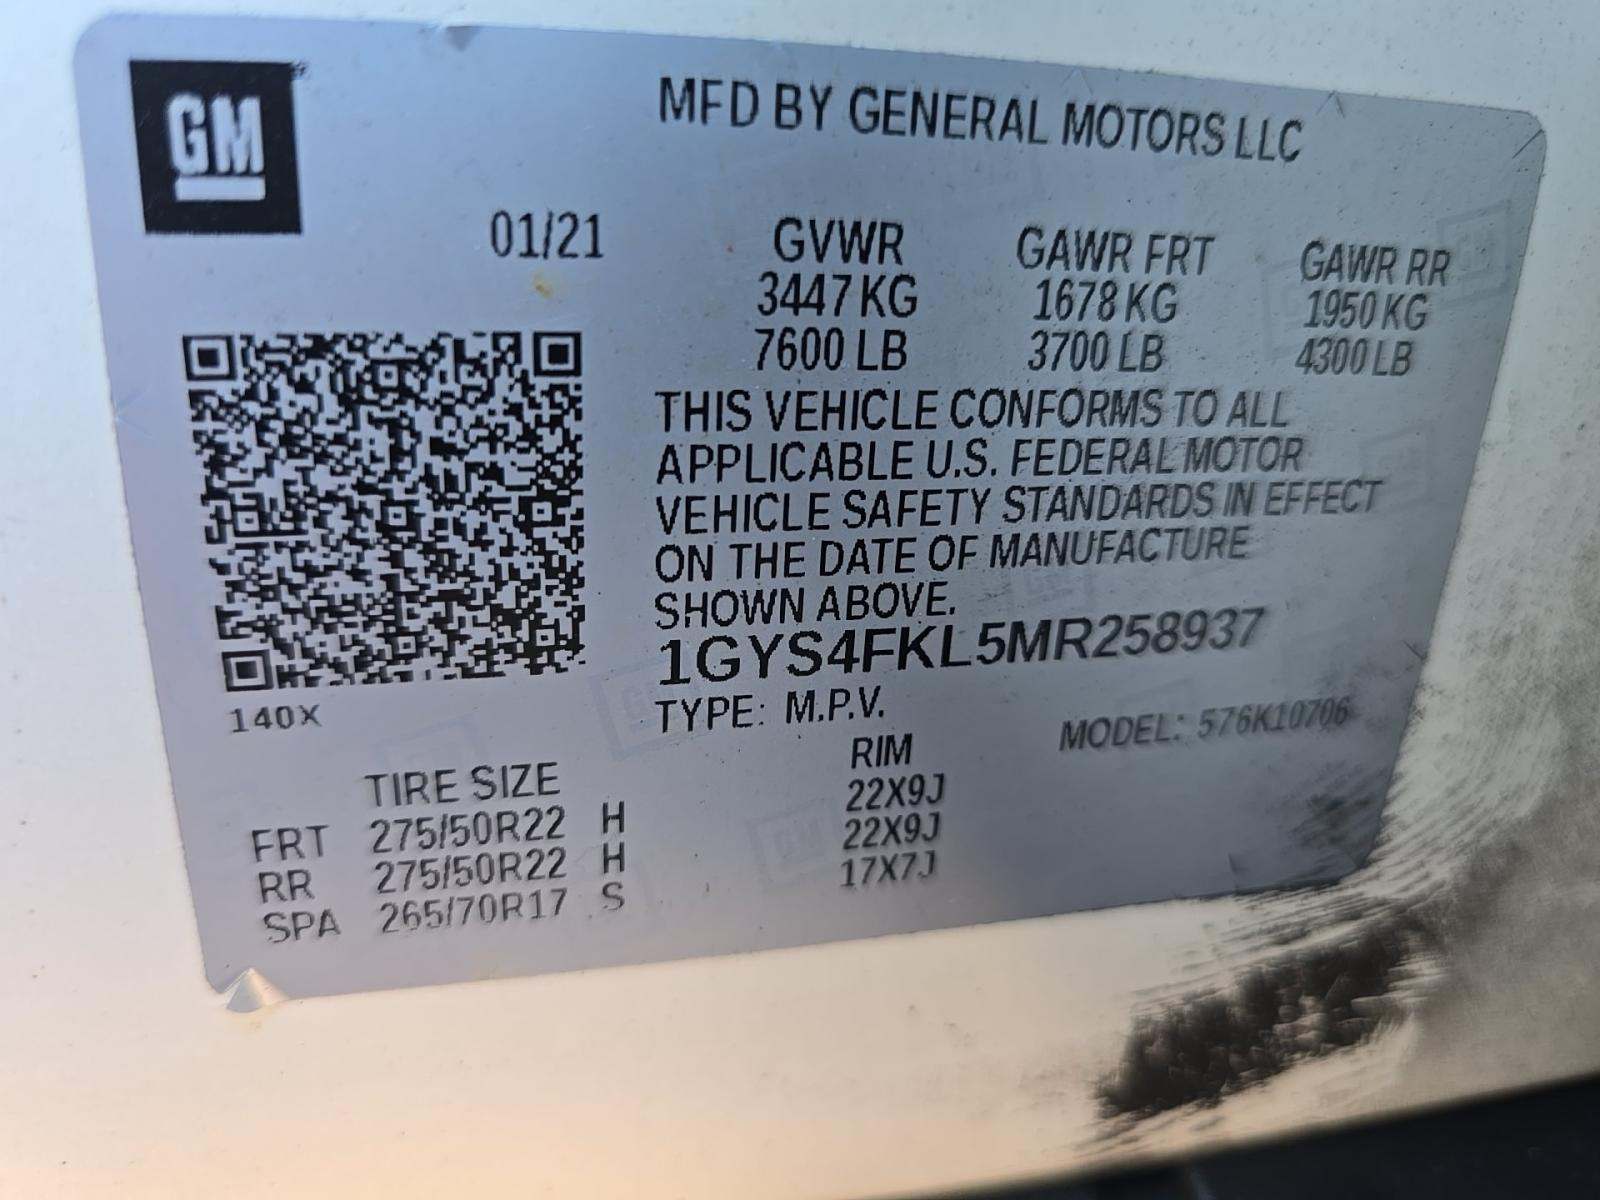 GM
MFD BY GENERAL MOTORS LLC
01/21
GVWR GAWR FRT GAWR RR
3447 KG 1678 KG 1950 KG
7600 LB 3700 LB 4300 LB
THIS VEHICLE CONFORMS TO ALL
APPLICABLE U.S. FEDERAL MOTOR
VEHICLE SAFETY STANDARDS IN EFFECT
ON THE DATE OF MANUFACTURE
SHOWN ABOVE.
1GYS4FKL5MR258937
140X
TYPE: M.P.V. MODEL: 576K10706
TIRE SIZE RIM
FRT 275/50R22 H 22X9J
RR 275/50R22 H 22X9J
SPA 265/70R17 S 17X7J